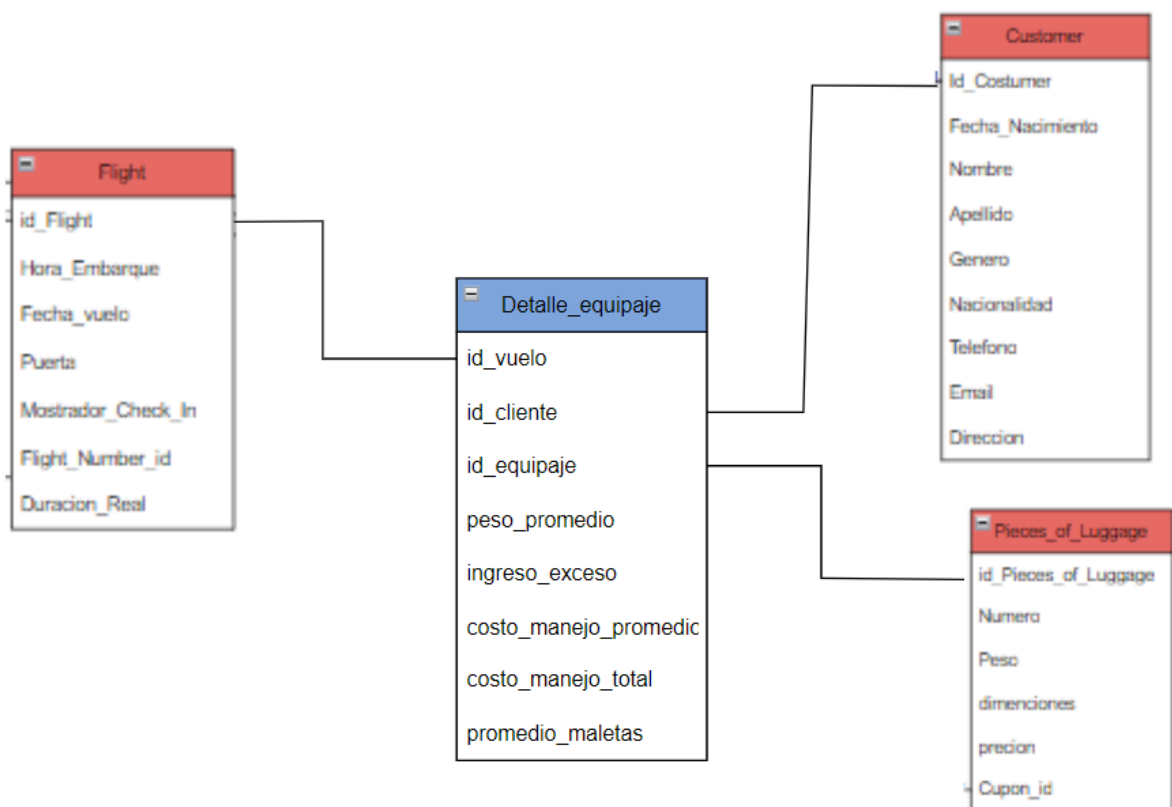 Customer
Id_Costumer
Fecha_Nacimiento
Nombre
Apellido
Genero
Nacionalidad
Telefono
Email
Direccion
Flight
id_Flight
Hora_Embarque
Fecha_vuelo
Puerta
Mostrador_Check_In
Flight_Number_id
Duracion_Real
Detalle_equipaje
id_vuelo
id_cliente
id_equipaje
peso_promedio
ingreso_exceso
costo_manejo_promedio
costo_manejo_total
promedio_maletas
Pieces_of_Luggage
id_Pieces_of_Luggage
Numero
Peso
dimenciones
precion
Cupon_id